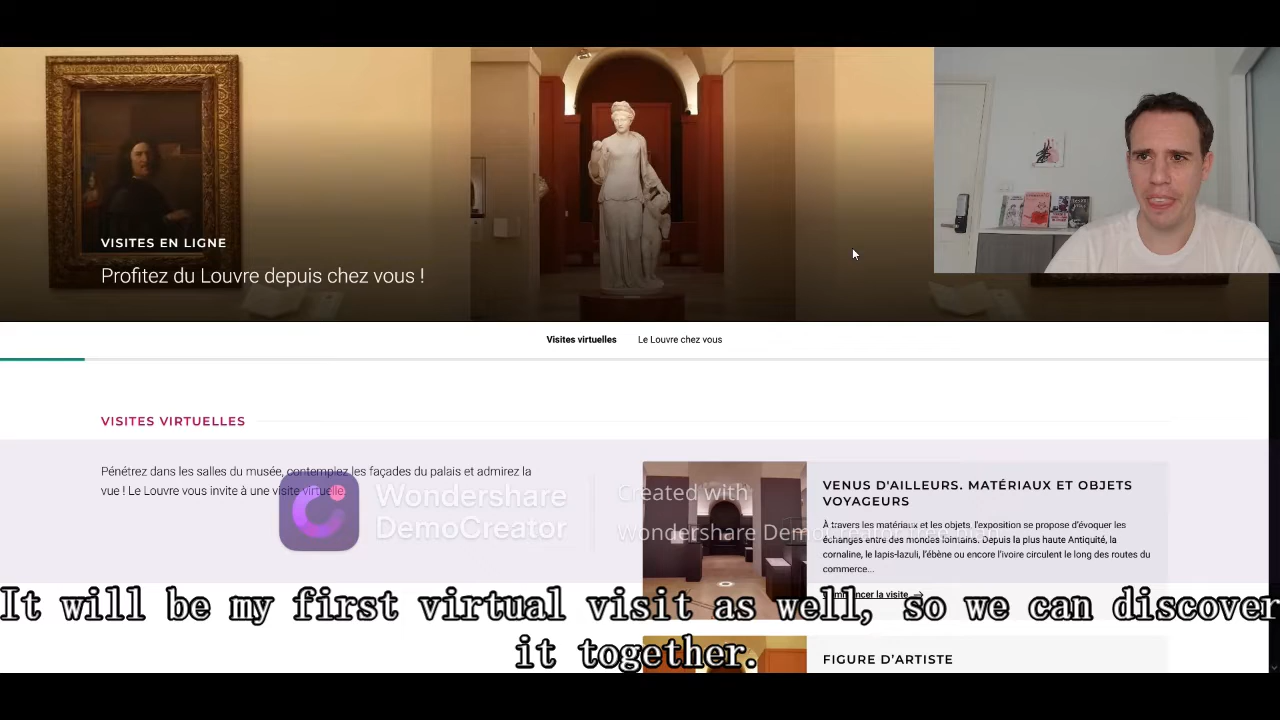 VISITES EN LIGNE
Profitez du Louvre depuis chez vous !
Visites virtuelles
Le Louvre chez vous
VISITES VIRTUELLES
Pénétrez dans les salles du musée, contemplez les façades du palais et admirez la
vue ! Le Louvre vous invite à une visite virtuelle.
Wondershare
DemoCreator
Created with
Wondershare DemoCreator
VENUS D'AILLEURS. MATÉRIAUX ET OBJETS
VOYAGEURS
À travers les matériaux et les objets, l'exposition se propose d'évoquer les
échanges entre des mondes lointains. Depuis la plus haute Antiquité, la
cornaline, le lapis-lazuli, l'ébène ou encore l'ivoire circulent le long des routes du
commerce...
la visite →
FIGURE D'ARTISTE
It will be my first virtual visit as well, so we can discover
it together.